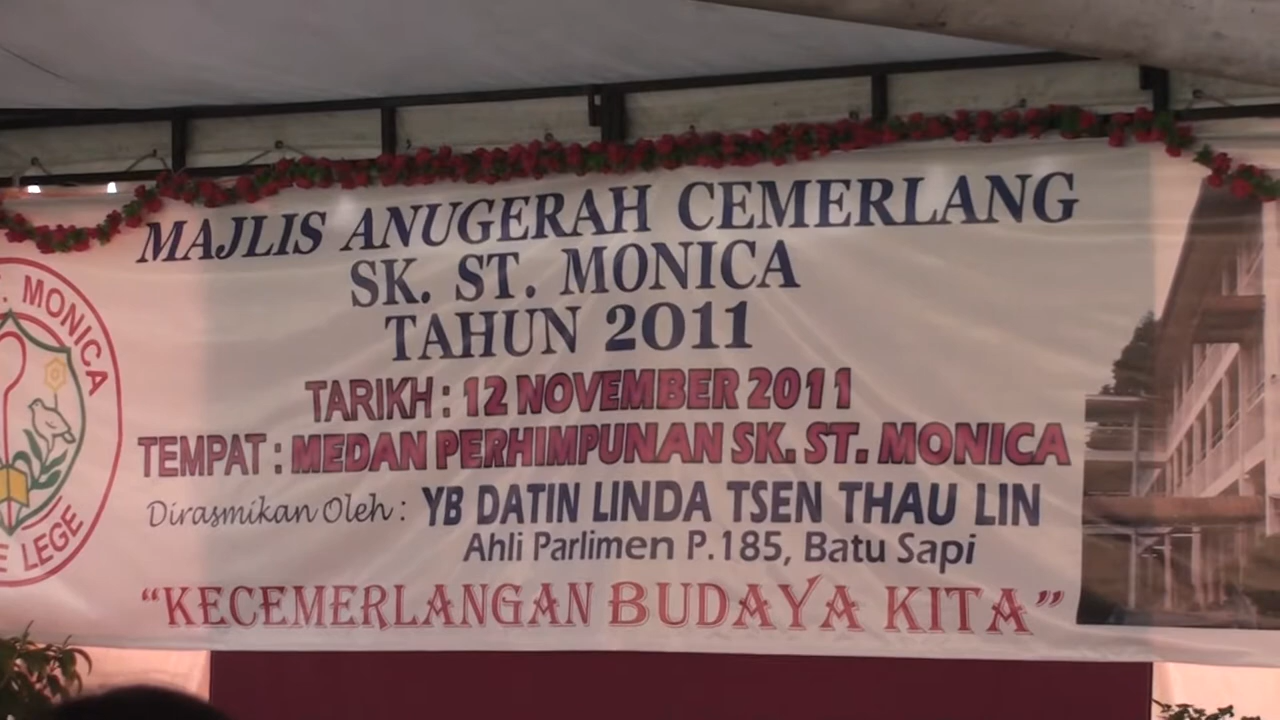 MAJLIS ANUGERAH CEMERLANG
SK. ST. MONICA
TAHUN 2011
TARIKH : 12 NOVEMBER 2011
TEMPAT : MEDAN PERHIMPUNAN SK. ST. MONICA
Dirasmikan Oleh : YB DATIN LINDA TSEN THAU LIN
Ahli Parlimen P.185, Batu Sapi
“KECEMERLANGAN BUDAYA KITA”
. MONICA
E LEGE